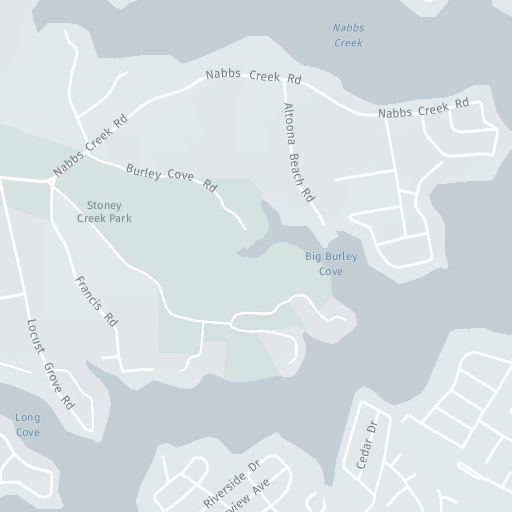 Nabbs
Creek
Nabbs Creek Rd
Nabbs Creek Rd
Nabbs Creek Rd
Altoona Beach Rd
Burley Cove Rd
Stoney
Creek Park
Big Burley
Cove
Francis Rd
Locust Grove Rd
Long
Cove
Cedar Dr
Riverside Dr
view Ave